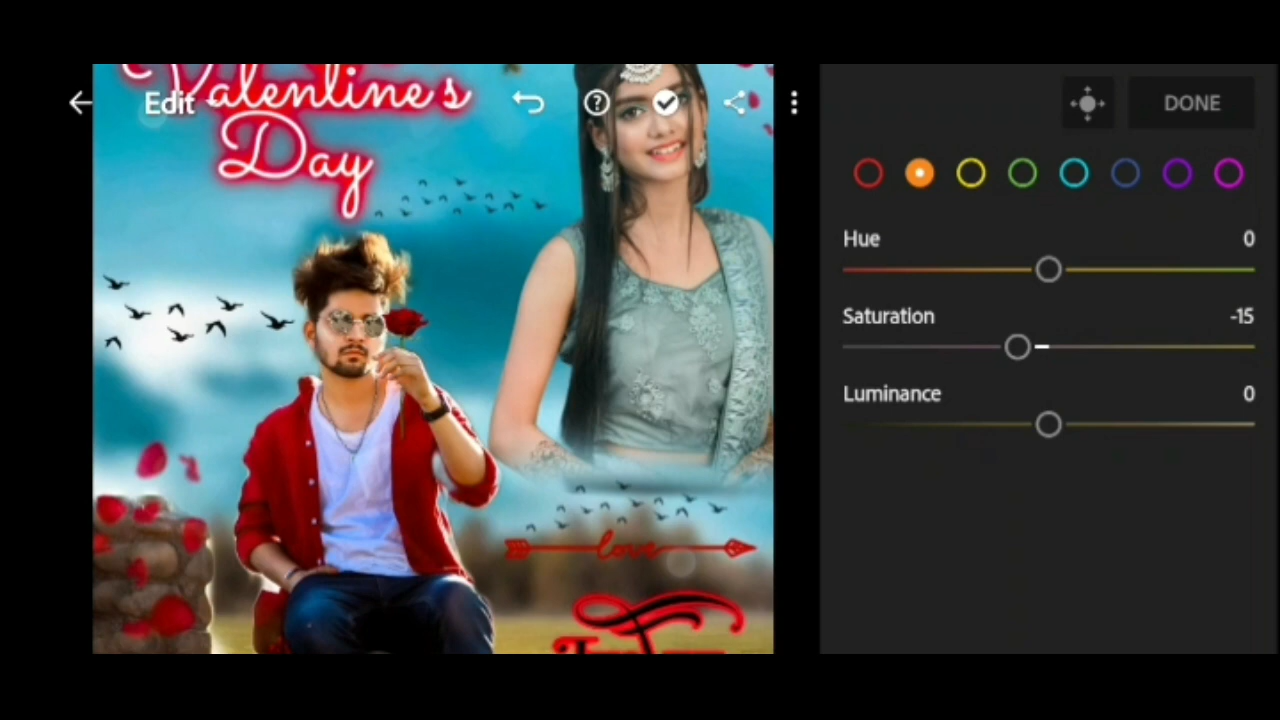 Valentine's
Day
Edit
DONE
Hue 0
Saturation -15
Luminance 0
love